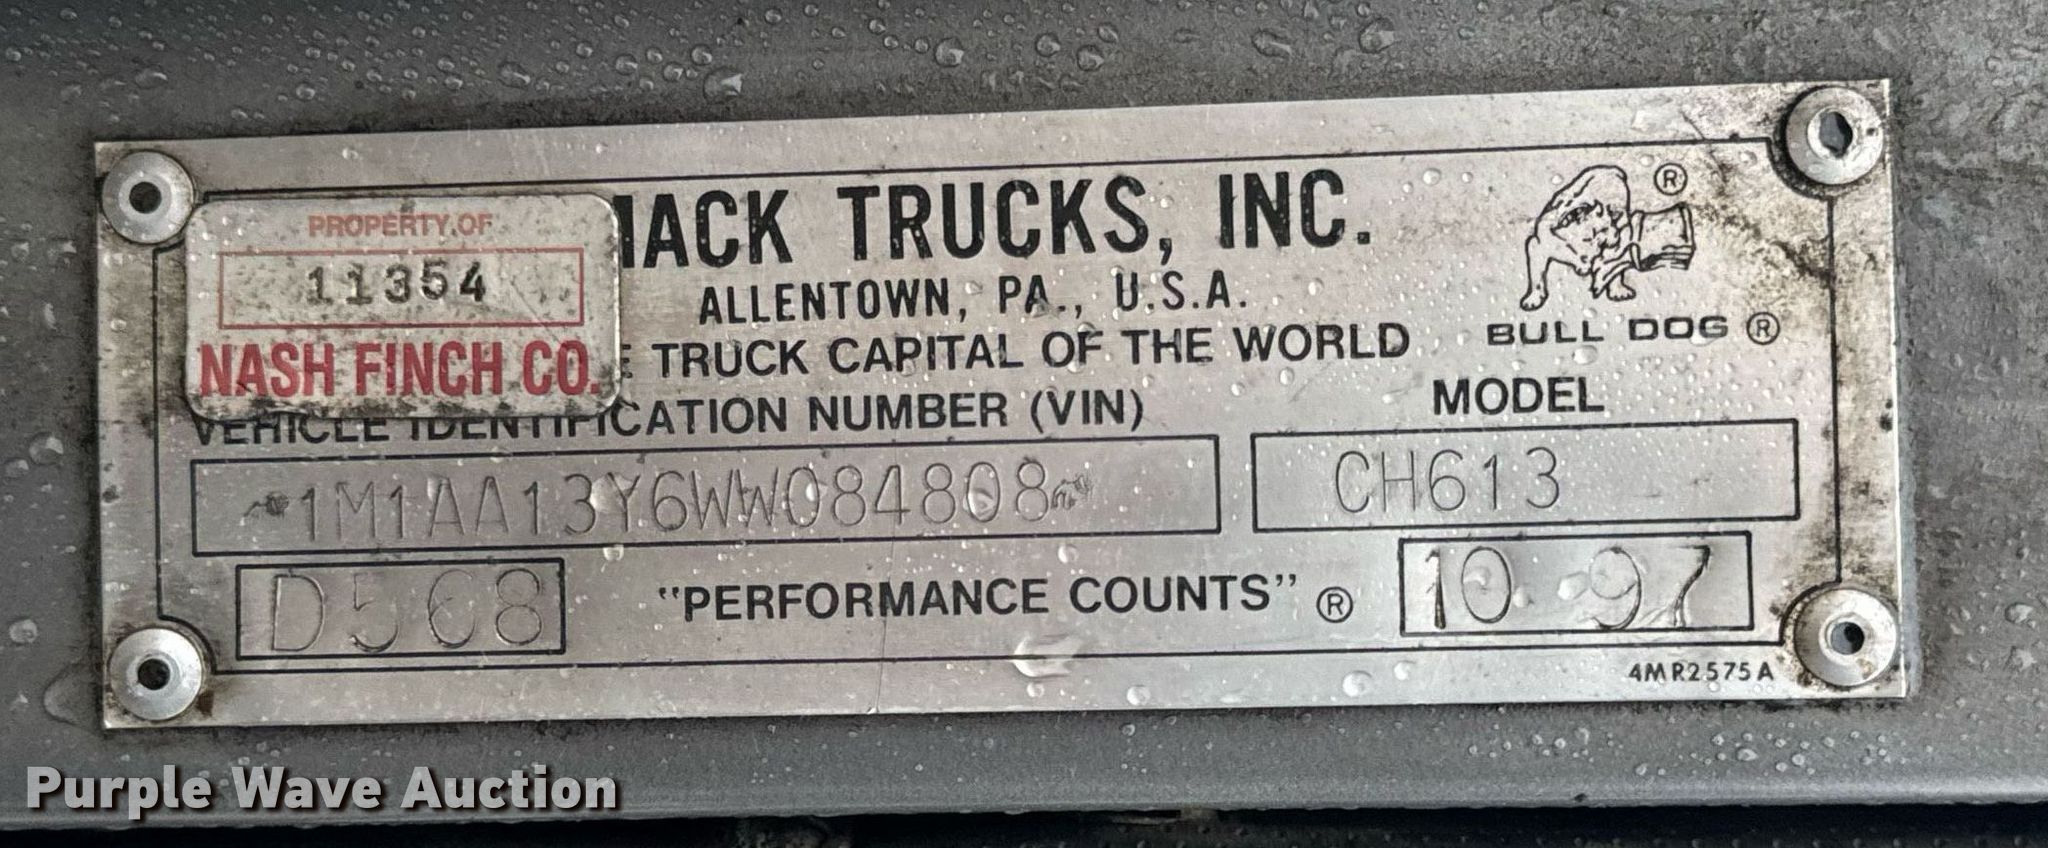 PROPERTY OF
11354
NASH FINCH CO.
MACK TRUCKS, INC.
ALLENTOWN, PA., U.S.A.
TRUCK CAPITAL OF THE WORLD
®
BULL DOG ®
VEHICLE IDENTIFICATION NUMBER (VIN)
MODEL
1M1AA13Y6WW084808
CH613
D568
"PERFORMANCE COUNTS" ®
10 97
4MR2575A
Purple Wave Auction